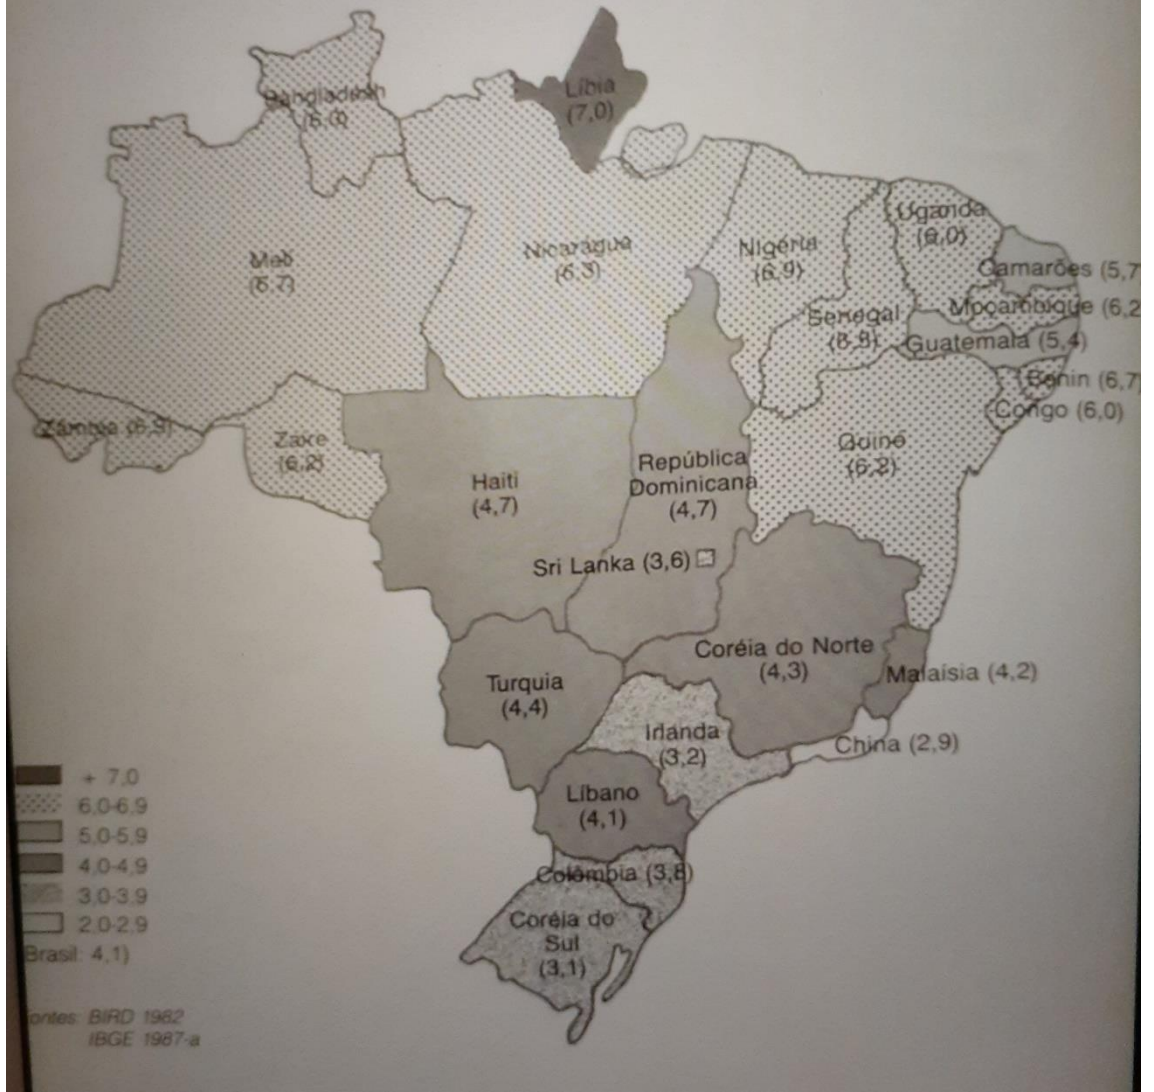 Líbia
(7,0)
Bangladesh
(6,0)
Uganda
(6,0)
Nicarágua
(6,3)
Nigéria
(6,9)
Mali
(6,7)
Camarões (5,7
Moçambique (6,2
Senegal
Guatemala (5,4)
Benin (6,7)
Congo (6,0)
Zâmbia (6,9)
(6,2)
Guiné
(6,2)
Haiti
(4,7)
República
Dominicana
(4,7)
Sri Lanka (3,6)
Coréia do Norte
(4,3)
Malaísia (4,2)
Turquia
(4,4)
Irlanda
(3,2)
China (2,9)
Líbano
(4,1)
Colômbia (3,8)
Coréia do
Sul
(3,1)
+ 7,0
6,0-6,9
5,0-5,9
4,0-4,9
3,0-3,9
2,0-2,9
Brasil: 4,1)
ontes: BIRD 1982
IBGE 1987-a